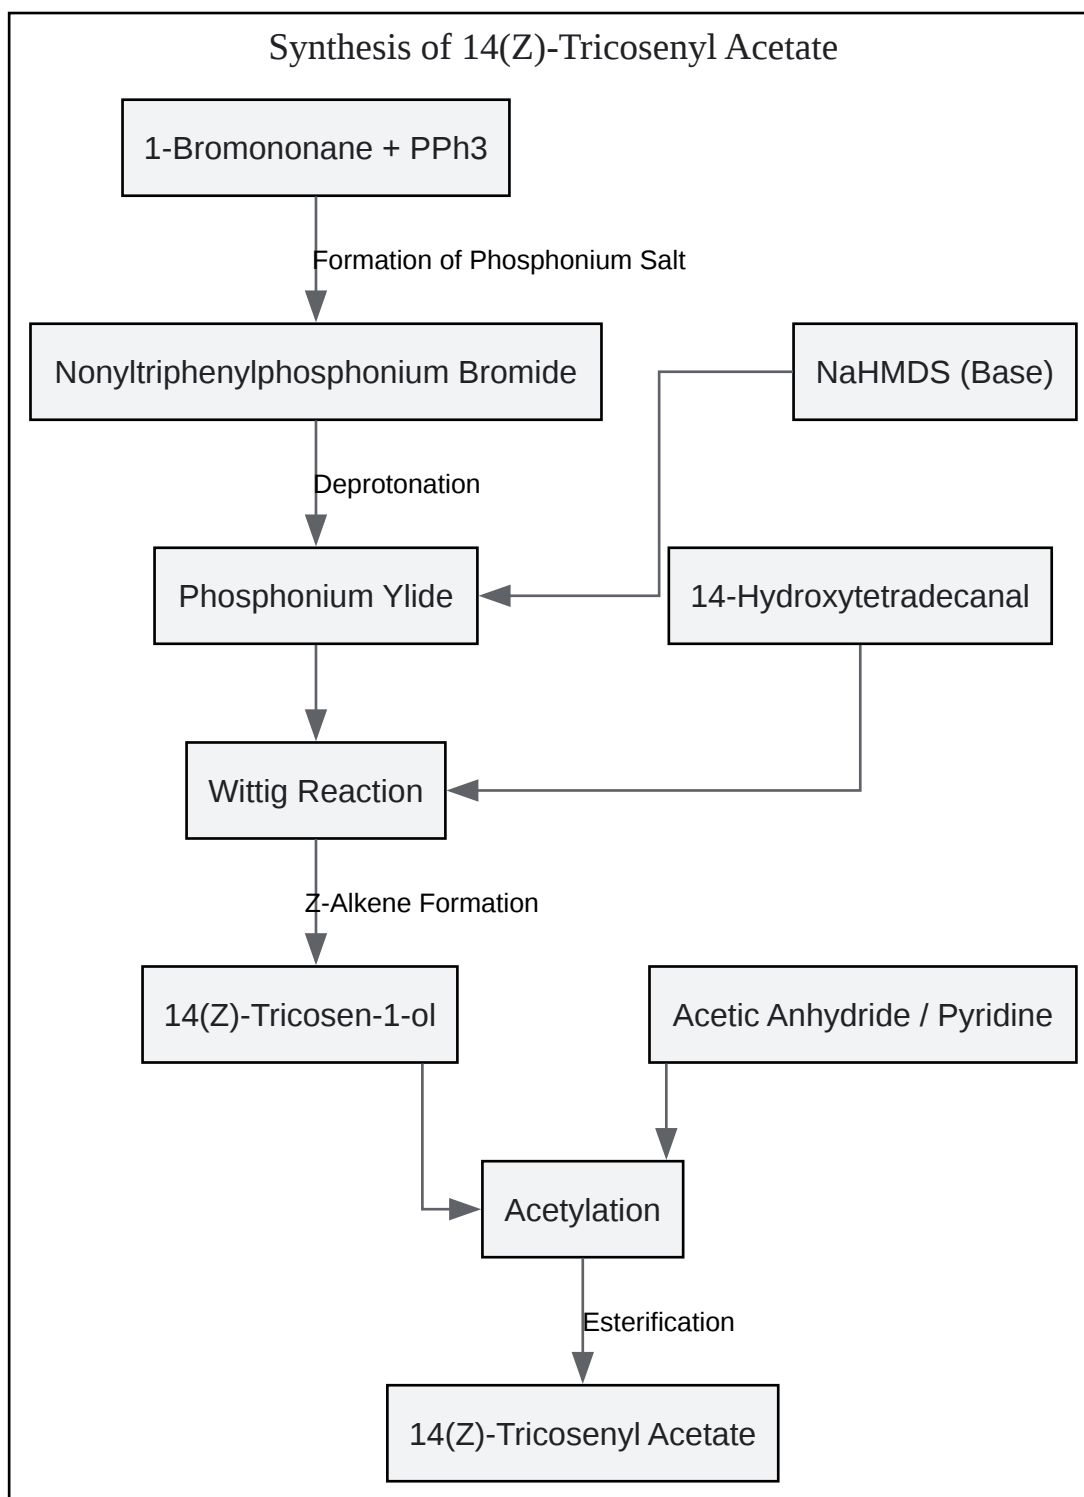 Synthesis of 14(Z)-Tricosenyl Acetate
1-Bromononane + PPh3
Formation of Phosphonium Salt
Nonyltriphenylphosphonium Bromide
NaHMDS (Base)
Deprotonation
Phosphonium Ylide
14-Hydroxytetradecanal
Wittig Reaction
Z-Alkene Formation
14(Z)-Tricosen-1-ol
Acetic Anhydride / Pyridine
Acetylation
Esterification
14(Z)-Tricosenyl Acetate